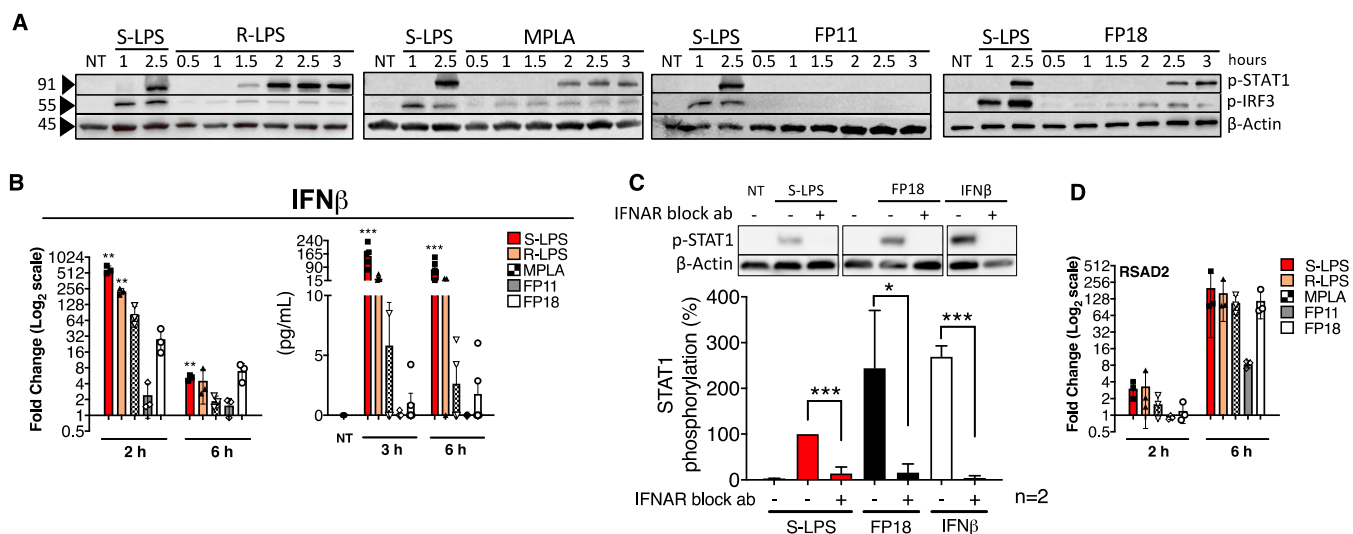 A
S-LPS R-LPS S-LPS MPLA S-LPS FP11 S-LPS FP18
NT 1 2.5 0.5 1 1.5 2 2.5 3 NT 1 2.5 0.5 1 1.5 2 2.5 3 NT 1 2.5 0.5 1 1.5 2 2.5 3 NT 1 2.5 0.5 1 1.5 2 2.5 3 hours
91 p-STAT1
55 p-IRF3
45 β-Actin
B
IFNβ
Fold Change (Log2 scale)
1024
512
256
128
64
32
16
8
4
2
1
0.5
** **
**
2 h 6 h
(pg/mL)
240
165
90
15
10
5
0
*** ***
NT 3 h 6 h
S-LPS
R-LPS
MPLA
FP11
FP18
C
NT S-LPS FP18 IFNβ
IFNAR block ab - + - - + - +
p-STAT1
β-Actin
STAT1
phosphorylation (%)
400
300
200
100
0
*** * ***
IFNAR block ab - - + - + - + n=2
S-LPS FP18 IFNβ
D
RSAD2
Fold Change (Log2 scale)
512
256
128
64
32
16
8
4
2
1
0.5
2 h 6 h
S-LPS
R-LPS
MPLA
FP11
FP18